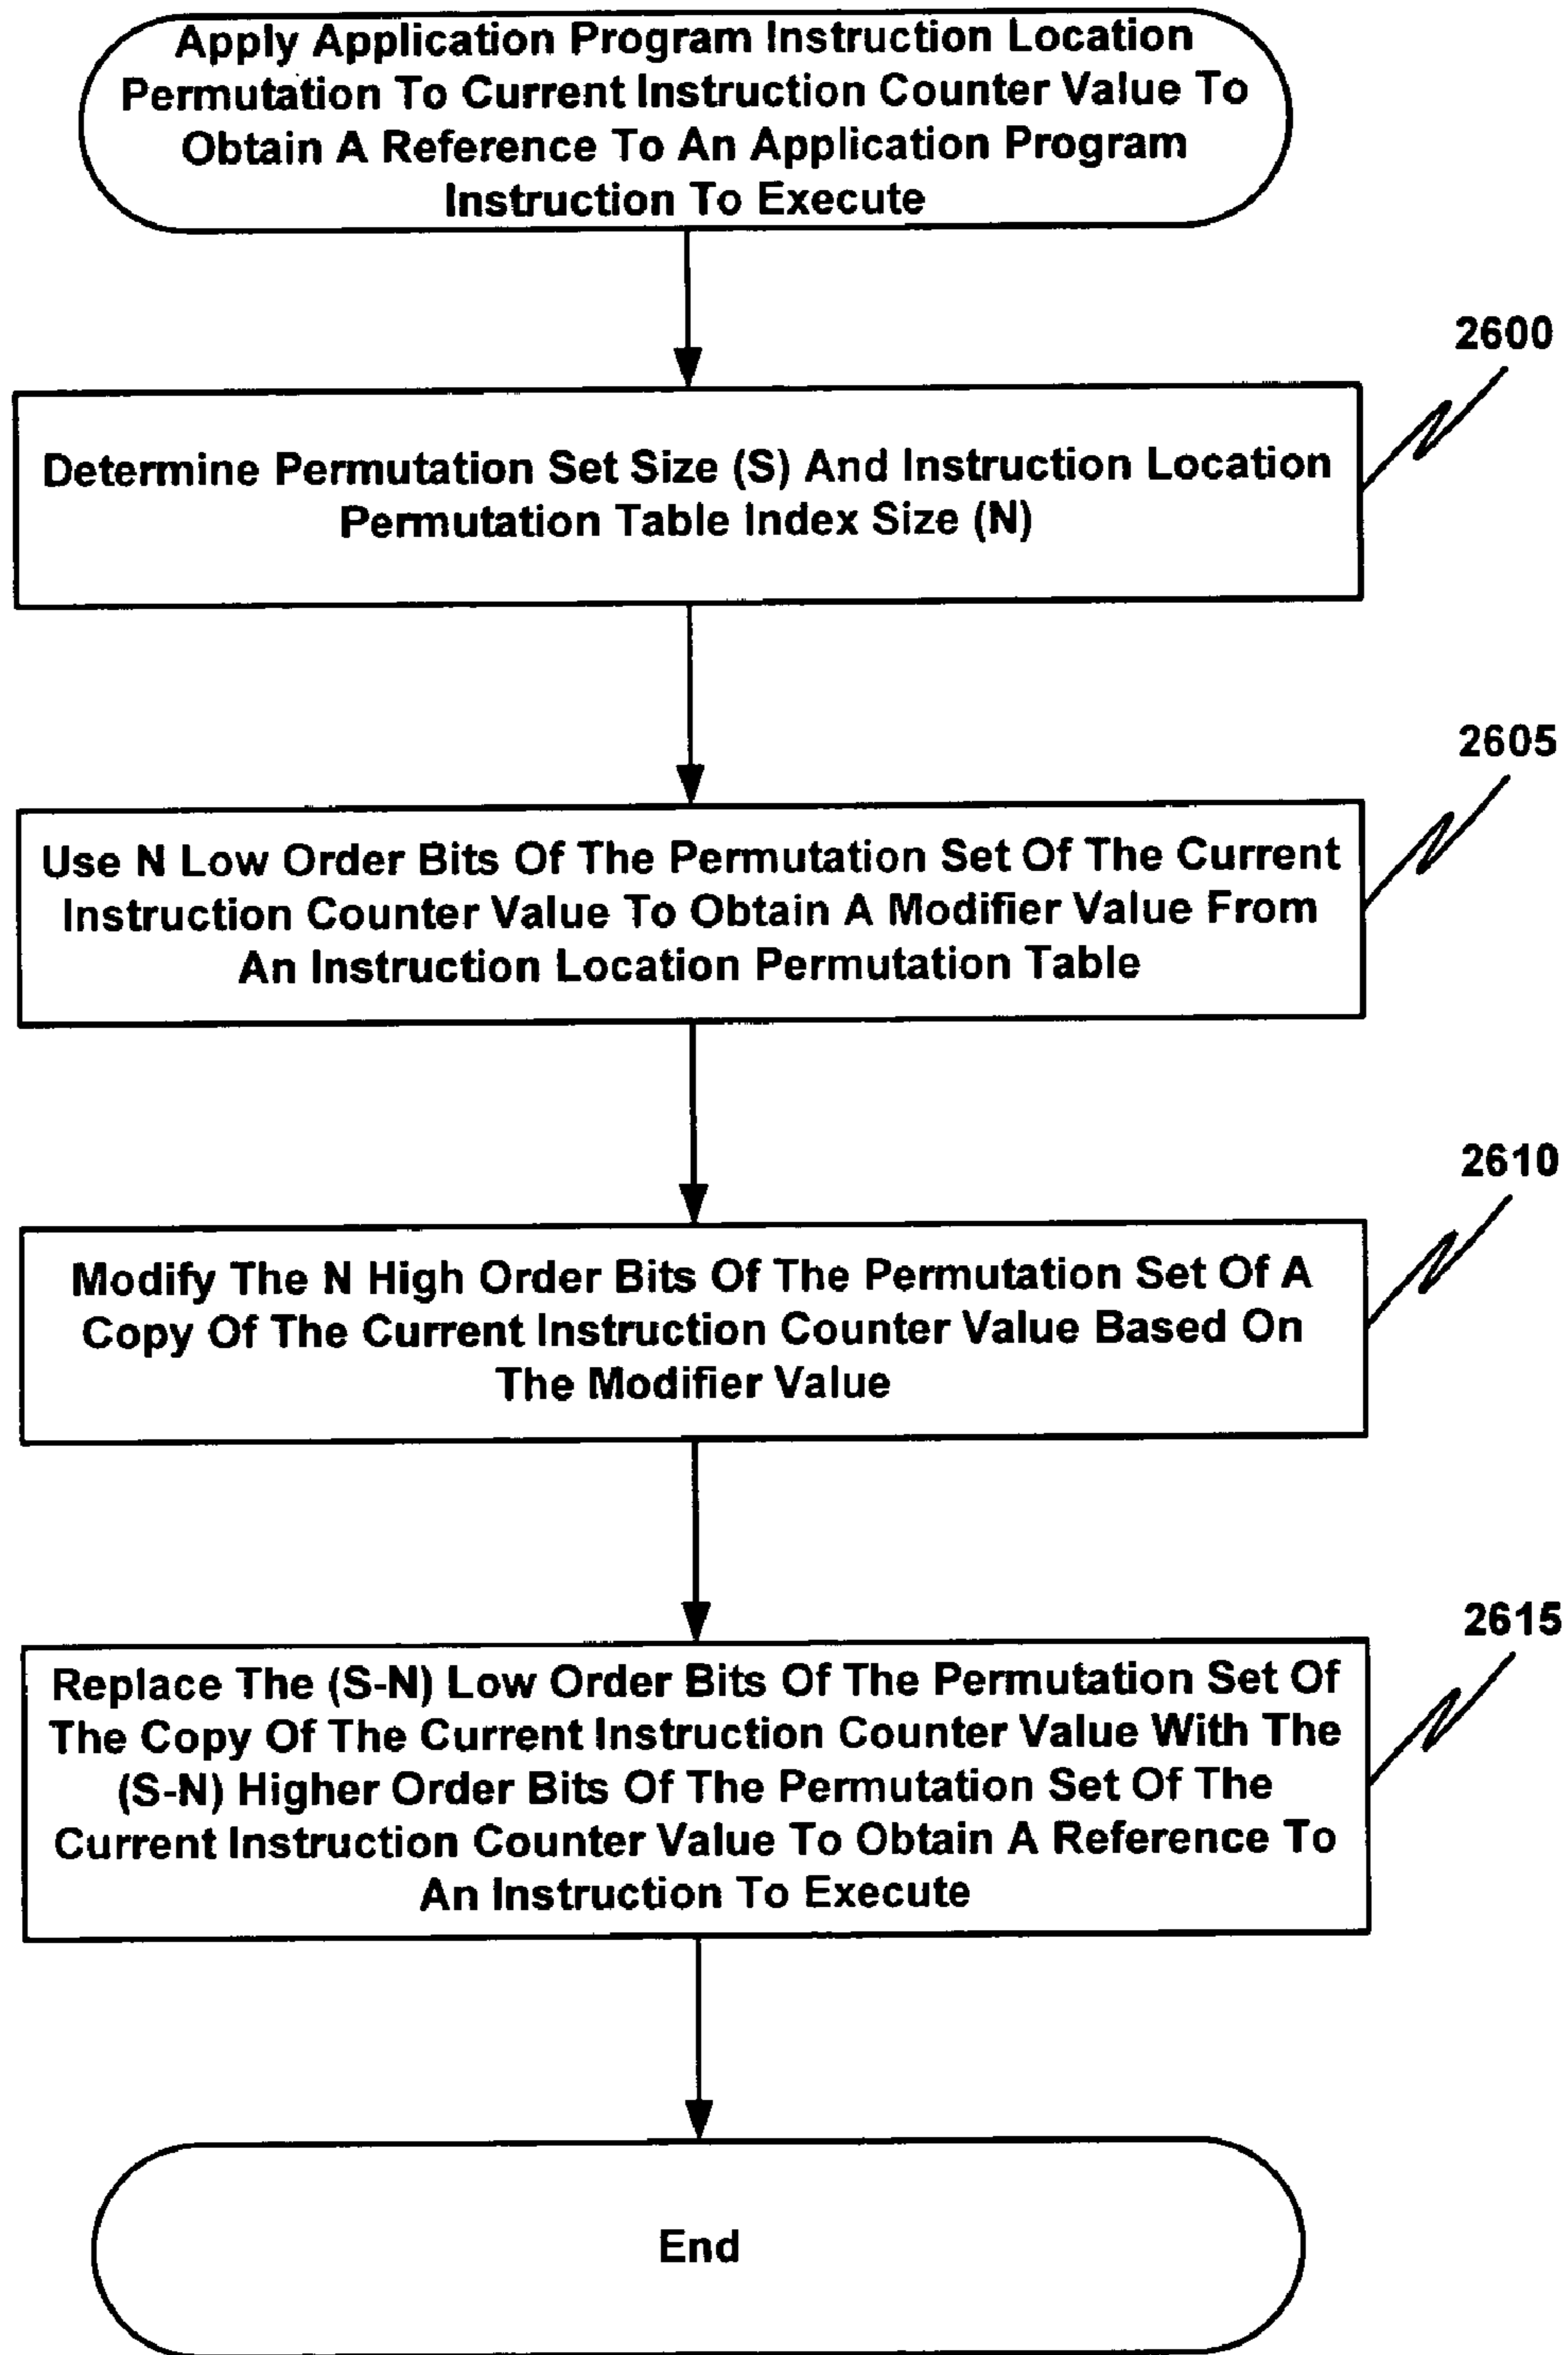 Apply Application Program Instruction Location
Permutation To Current Instruction Counter Value To
Obtain A Reference To An Application Program
Instruction To Execute
2600
Determine Permutation Set Size (S) And Instruction Location
Permutation Table Index Size (N)
2605
Use N Low Order Bits Of The Permutation Set Of The Current
Instruction Counter Value To Obtain A Modifier Value From
An Instruction Location Permutation Table
2610
Modify The N High Order Bits Of The Permutation Set Of A
Copy Of The Current Instruction Counter Value Based On
The Modifier Value
2615
Replace The (S-N) Low Order Bits Of The Permutation Set Of
The Copy Of The Current Instruction Counter Value With The
(S-N) Higher Order Bits Of The Permutation Set Of The
Current Instruction Counter Value To Obtain A Reference To
An Instruction To Execute
End